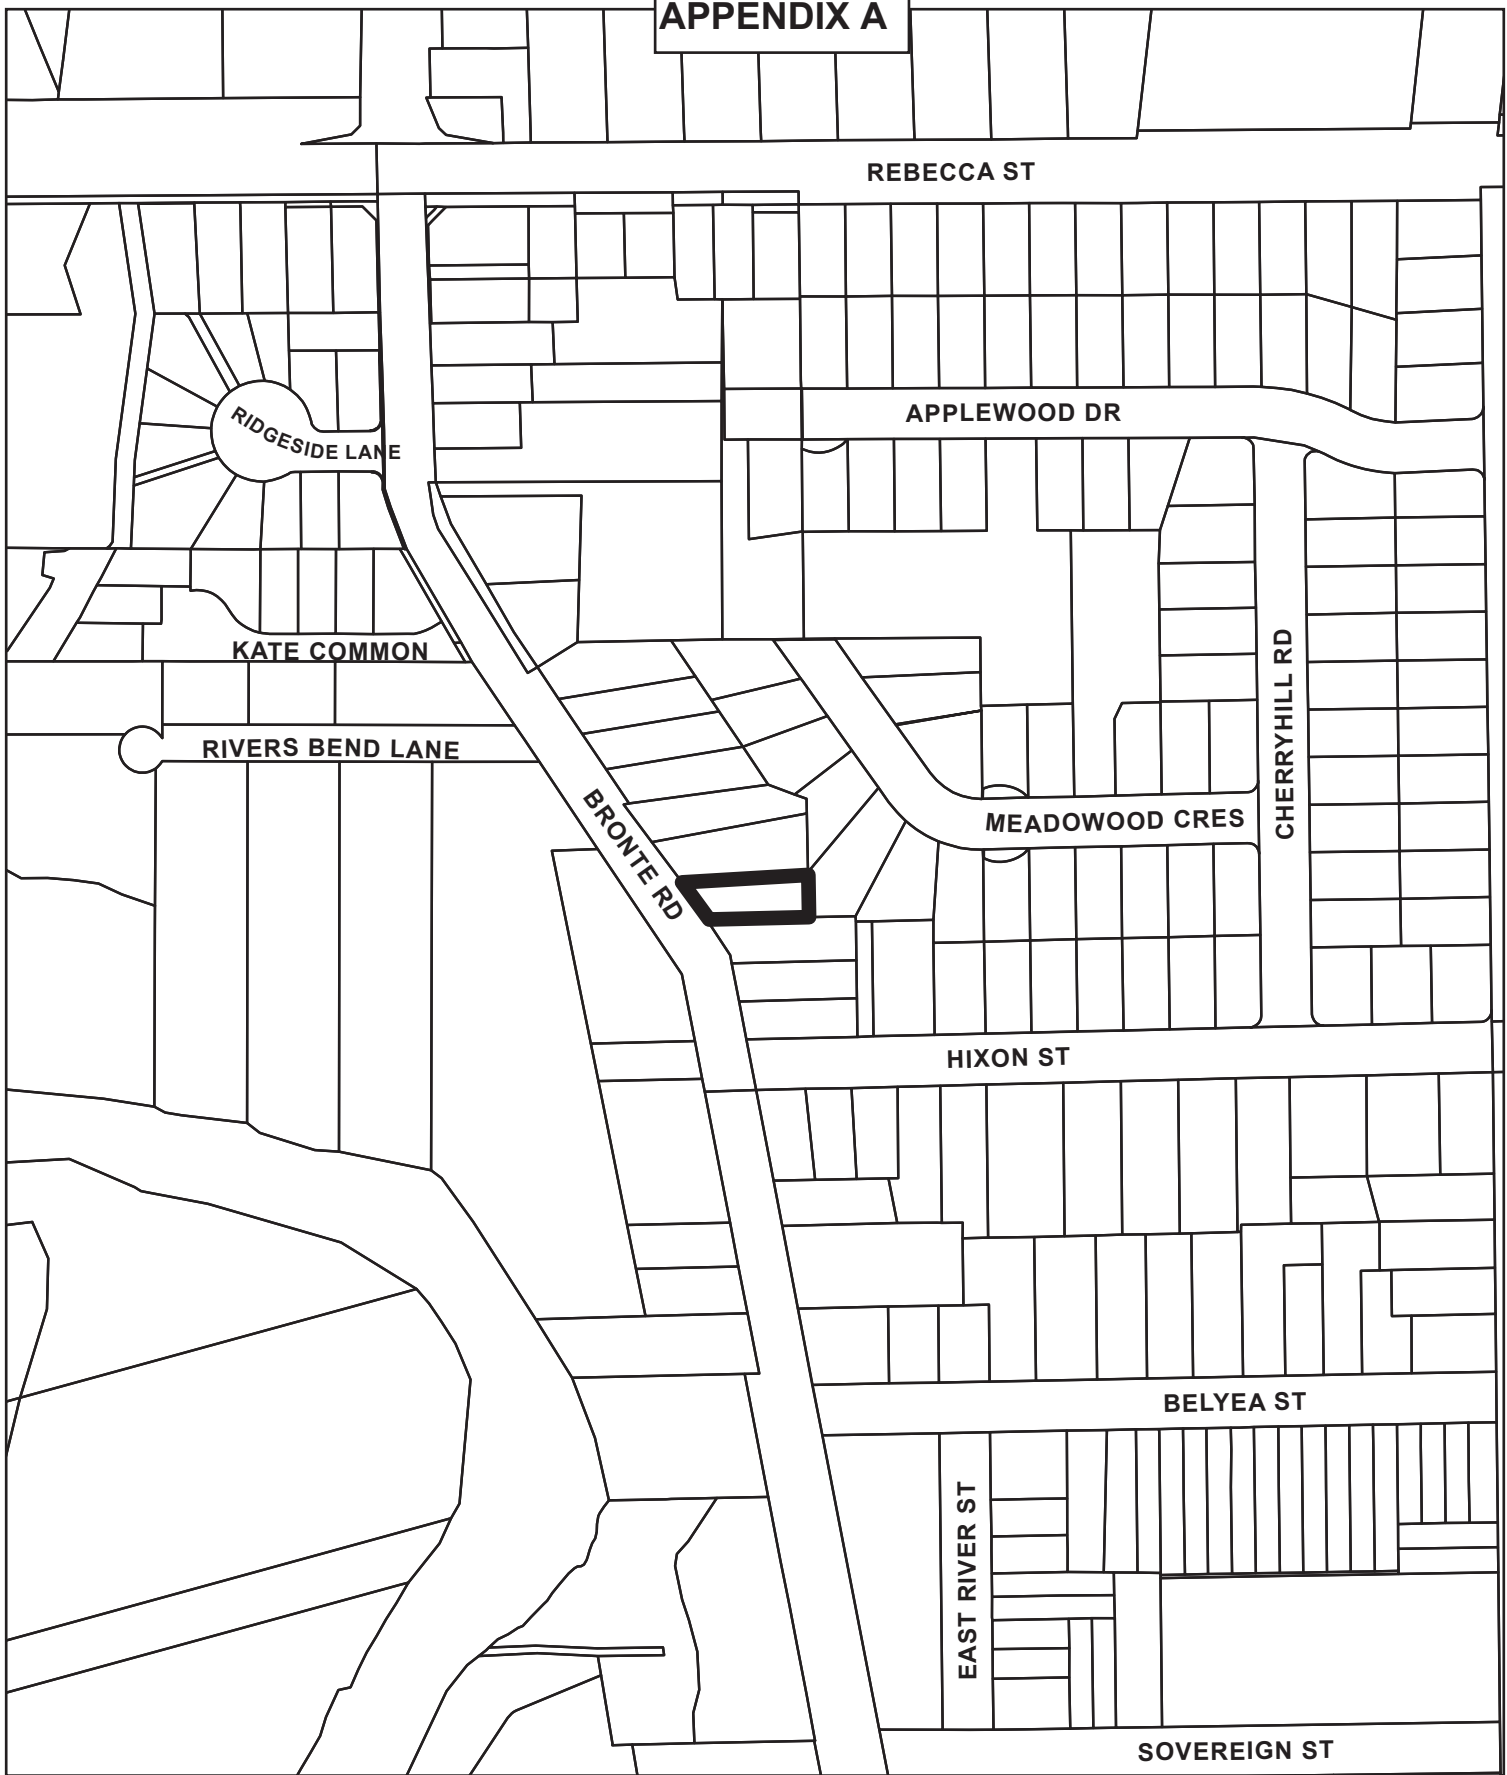 APPENDIX A
REBECCA ST
APPLEWOOD DR
RIDGESIDE LANE
KATE COMMON
CHERRYHILL RD
RIVERS BEND LANE
BRONTE RD
MEADOWOOD CRES
HIXON ST
BELYEA ST
EAST RIVER ST
SOVEREIGN ST